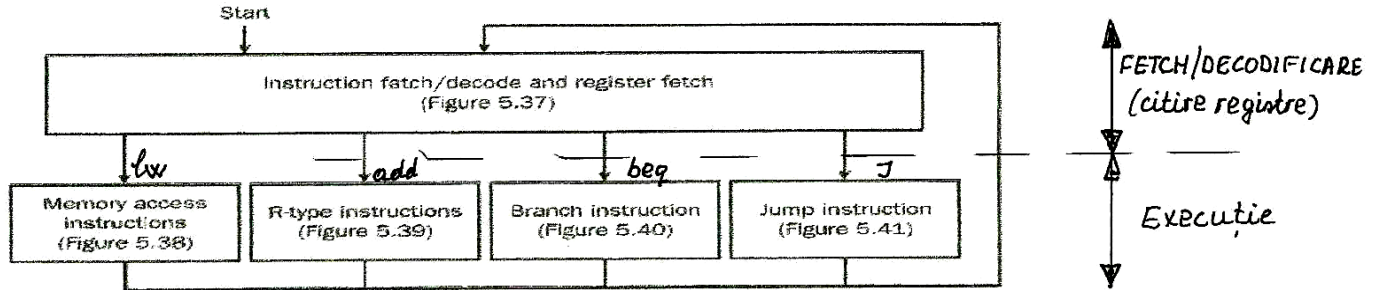 Start
Instruction fetch/decode and register fetch
(Figure 5.37)
FETCH/DECODIFICARE
(citire registre)
lw
add
beq
J
Memory access
instructions
(Figure 5.38)
R-type instructions
(Figure 5.39)
Branch instruction
(Figure 5.40)
Jump instruction
(Figure 5.41)
Execuție